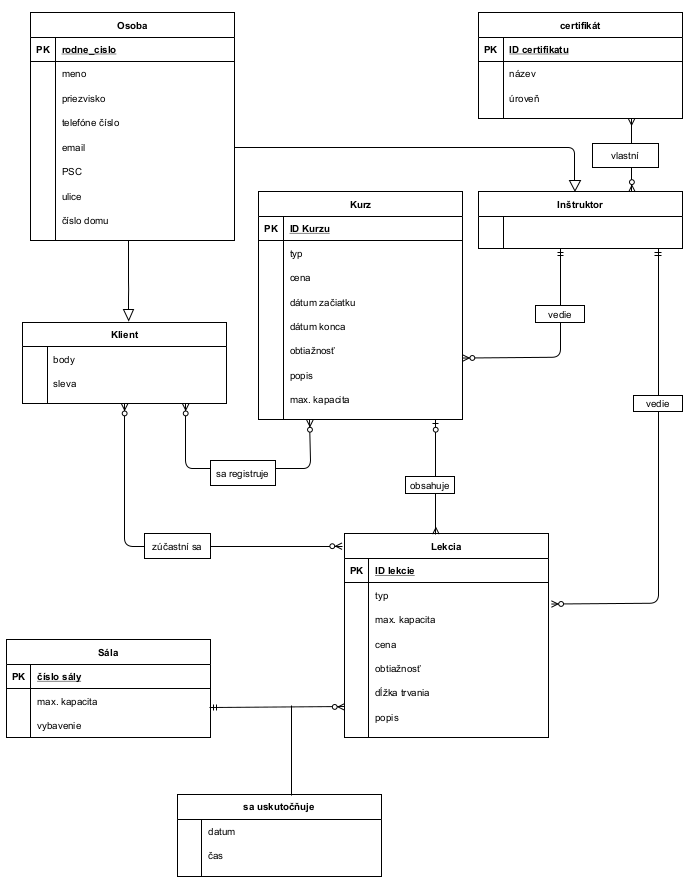 Osoba
PK rodne_cislo
meno
priezvisko
telefóne číslo
email
PSC
ulice
číslo domu
certifikát
PK ID certifikatu
název
úroveň
vlastní
Inštruktor
Kurz
PK ID Kurzu
typ
cena
dátum začiatku
dátum konca
obtiažnosť
popis
max. kapacita
vedie
vedie
Klient
body
sleva
sa registruje
obsahuje
zúčastní sa
Lekcia
PK ID lekcie
typ
max. kapacita
cena
obtiažnosť
dĺžka trvania
popis
Sála
PK číslo sály
max. kapacita
vybavenie
sa uskutočňuje
datum
čas